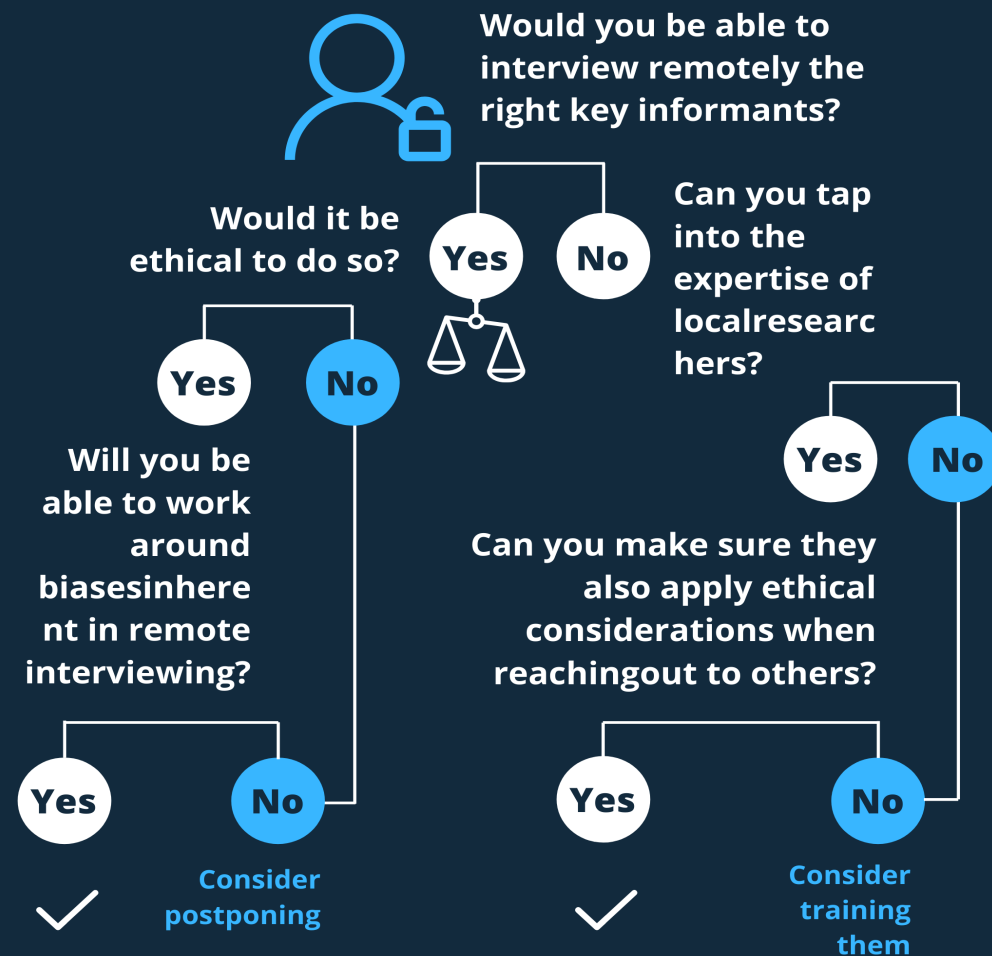 Would you be able to
interview remotely the
right key informants?
Would it be
ethical to do so?
Yes
No
Can you tap
into the
expertise of
localresearc
hers?
Yes
No
Yes
No
Will you be
able to work
around
biasesinhere
nt in remote
interviewing?
Can you make sure they
also apply ethical
considerations when
reachingout to others?
Yes
No
Yes
No
Consider
postponing
Consider
training
them